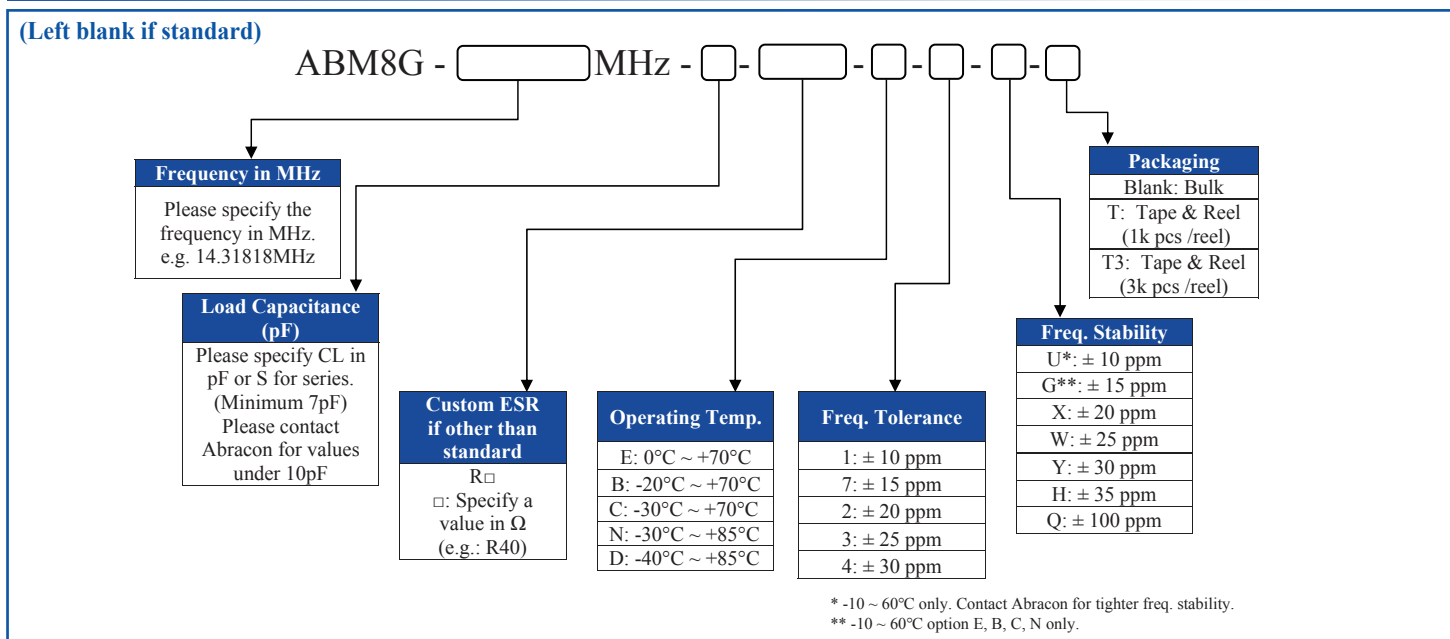 (Left blank if standard)
ABM8G - MHz - - - - - -
Frequency in MHz
Please specify the
frequency in MHz.
e.g. 14.31818MHz
Load Capacitance
(pF)
Please specify CL in
pF or S for series.
(Minimum 7pF)
Please contact
Abracon for values
under 10pF
Custom ESR
if other than
standard
R□
□: Specify a
value in Ω
(e.g.: R40)
Operating Temp.
E: 0°C ~ +70°C
B: -20°C ~ +70°C
C: -30°C ~ +70°C
N: -30°C ~ +85°C
D: -40°C ~ +85°C
Freq. Tolerance
1: ± 10 ppm
7: ± 15 ppm
2: ± 20 ppm
3: ± 25 ppm
4: ± 30 ppm
Freq. Stability
U*: ± 10 ppm
G**: ± 15 ppm
X: ± 20 ppm
W: ± 25 ppm
Y: ± 30 ppm
H: ± 35 ppm
Q: ± 100 ppm
Packaging
Blank: Bulk
T: Tape & Reel
(1k pcs /reel)
T3: Tape & Reel
(3k pcs /reel)
* -10 ~ 60℃ only. Contact Abracon for tighter freq. stability.
** -10 ~ 60℃ option E, B, C, N only.